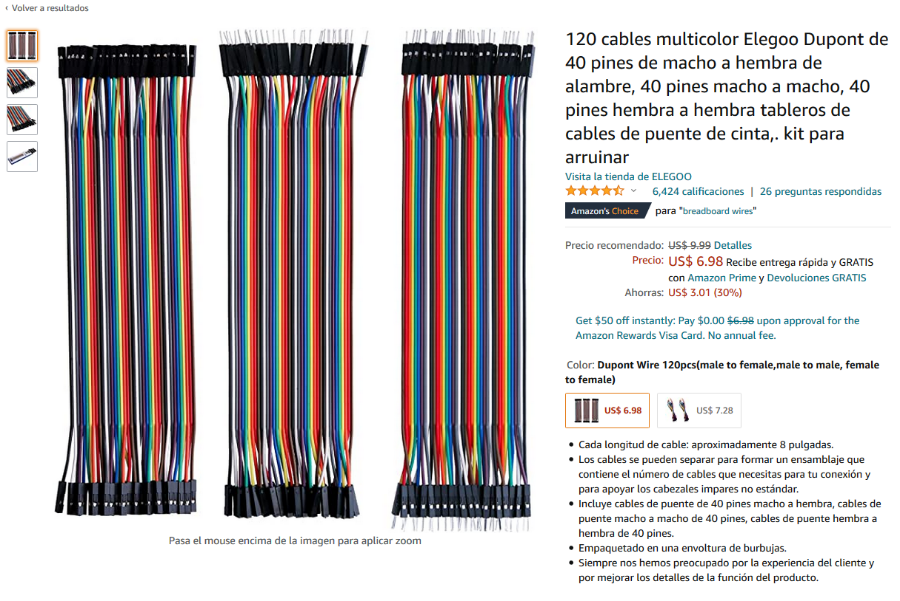 ‹ Volver a resultados
120 cables multicolor Elegoo Dupont de
40 pines de macho a hembra de
alambre, 40 pines macho a macho, 40
pines hembra a hembra tableros de
cables de puente de cinta,. kit para
arruinar
Visita la tienda de ELEGOO
6,424 calificaciones | 26 preguntas respondidas
Amazon's Choice para "breadboard wires"
Precio recomendado: US$ 9.99 Detalles
Precio: US$ 6.98 Recibe entrega rápida y GRATIS
con Amazon Prime y Devoluciones GRATIS
Ahorras: US$ 3.01 (30%)
Get $50 off instantly: Pay $0.00 $6.98 upon approval for the
Amazon Rewards Visa Card. No annual fee.
Color: Dupont Wire 120pcs(male to female,male to male, female
to female)
US$ 6.98 US$ 7.28
• Cada longitud de cable: aproximadamente 8 pulgadas.
• Los cables se pueden separar para formar un ensamblaje que
contiene el número de cables que necesitas para tu conexión y
para apoyar los cabezales impares no estándar.
• Incluye cables de puente de 40 pines macho a hembra, cables de
puente macho a macho de 40 pines, cables de puente hembra a
hembra de 40 pines.
• Empaquetado en una envoltura de burbujas.
• Siempre nos hemos preocupado por la experiencia del cliente y
por mejorar los detalles de la función del producto.
Pasa el mouse encima de la imagen para aplicar zoom